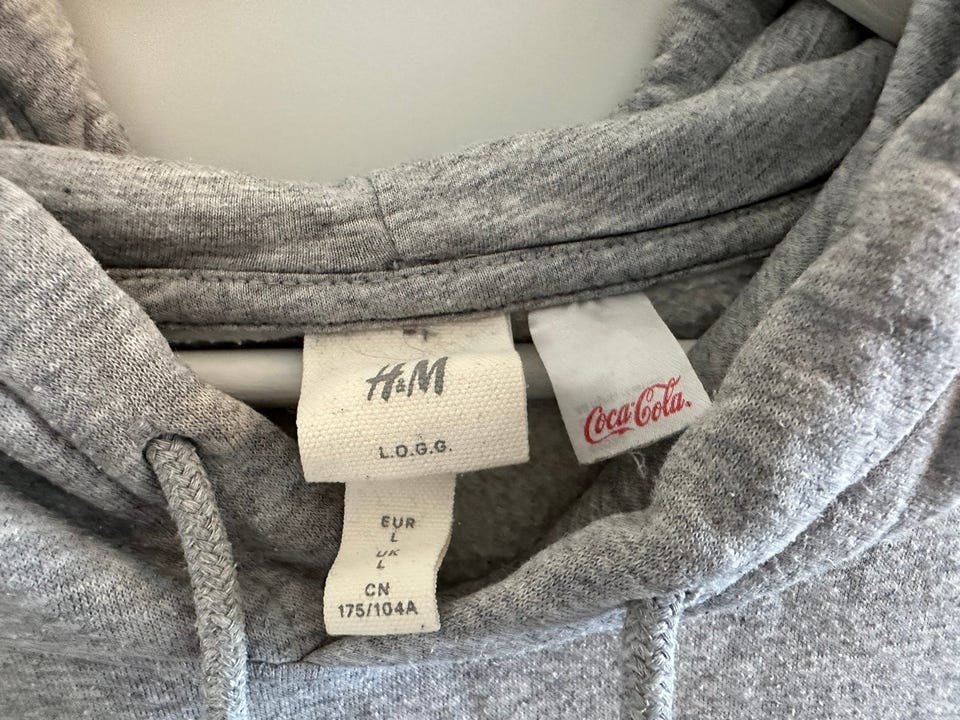 H&M
L.O.G.G.
EUR
L
UK
L
CN
175/104A
Coca-Cola